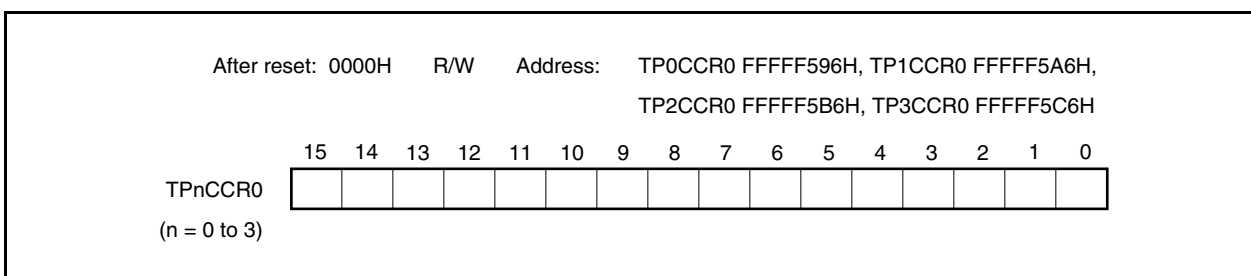 After reset: 0000H R/W Address: TP0CCR0 FFFFF596H, TP1CCR0 FFFFF5A6H,
TP2CCR0 FFFFF5B6H, TP3CCR0 FFFFF5C6H
15 14 13 12 11 10 9 8 7 6 5 4 3 2 1 0
TPnCCR0
(n = 0 to 3)